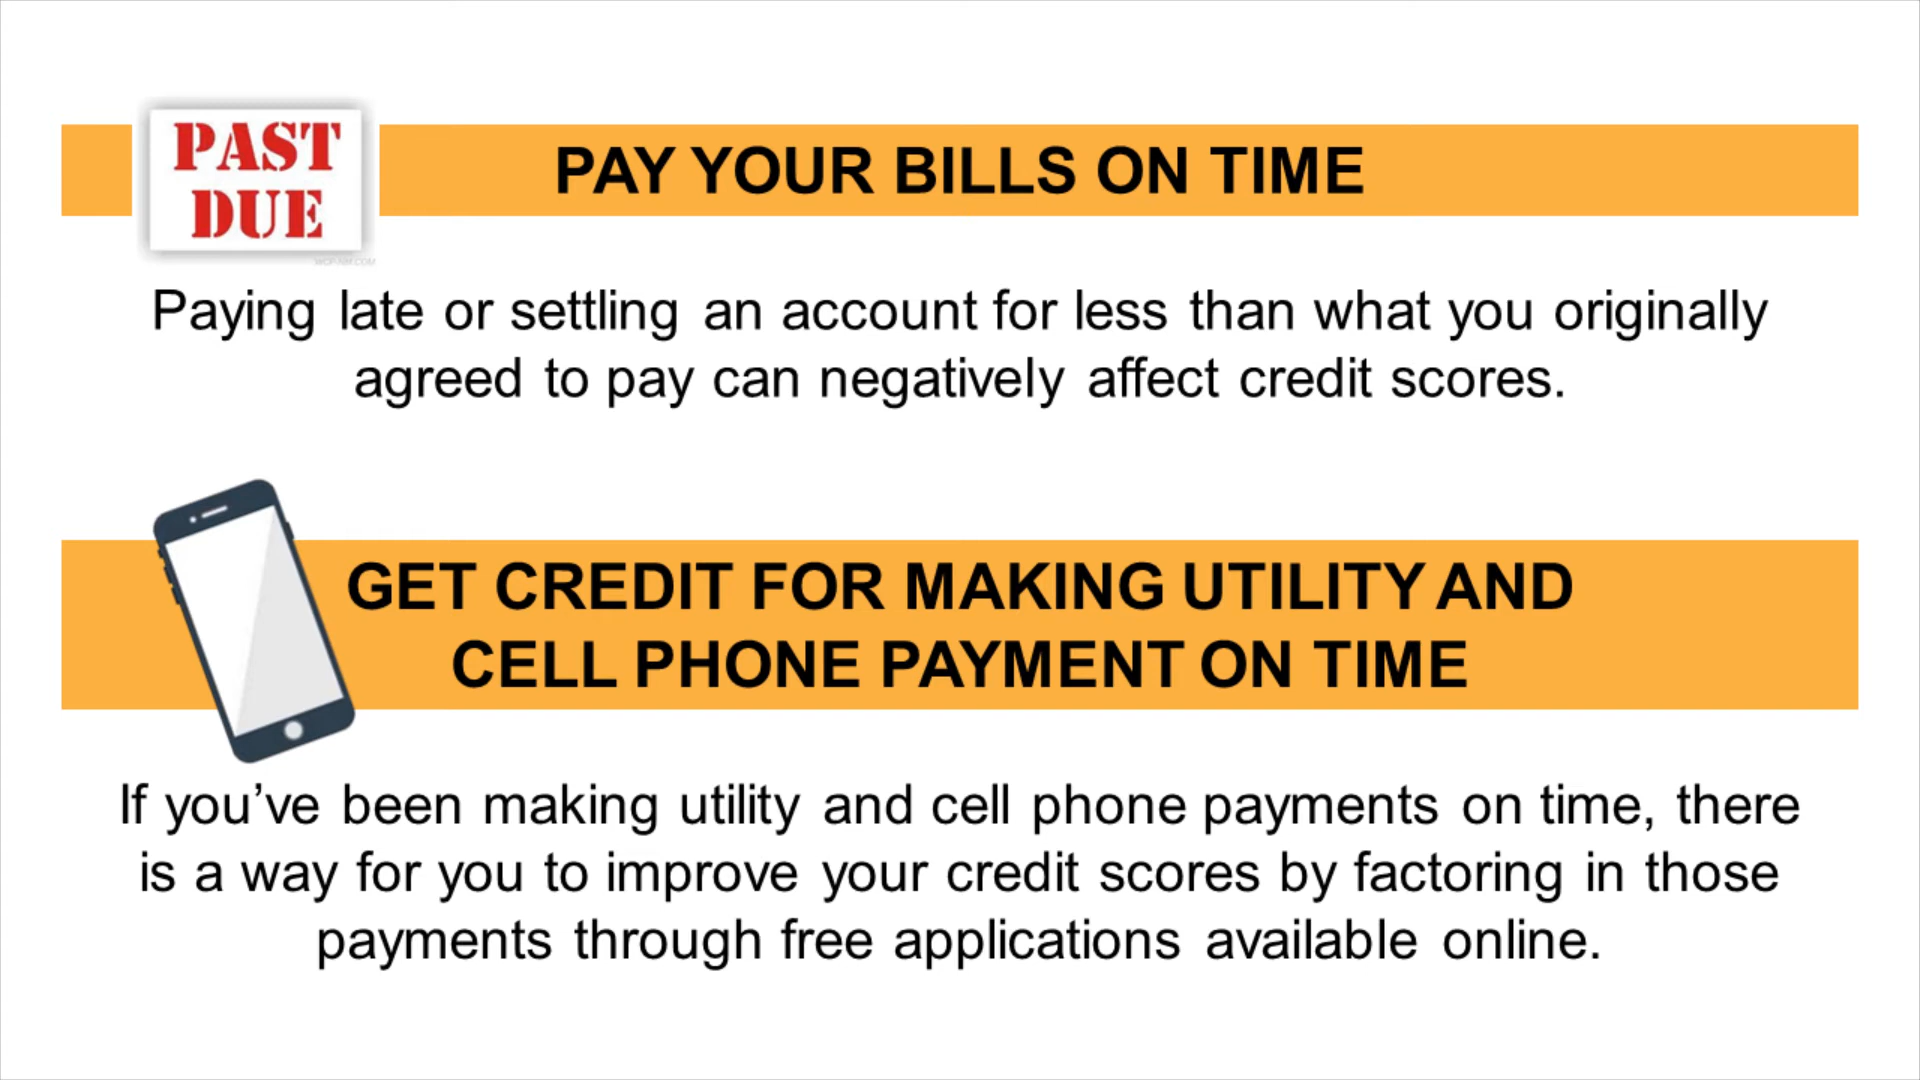 PAST
DUE
PAY YOUR BILLS ON TIME
Paying late or settling an account for less than what you originally
agreed to pay can negatively affect credit scores.
GET CREDIT FOR MAKING UTILITY AND
CELL PHONE PAYMENT ON TIME
If you’ve been making utility and cell phone payments on time, there
is a way for you to improve your credit scores by factoring in those
payments through free applications available online.